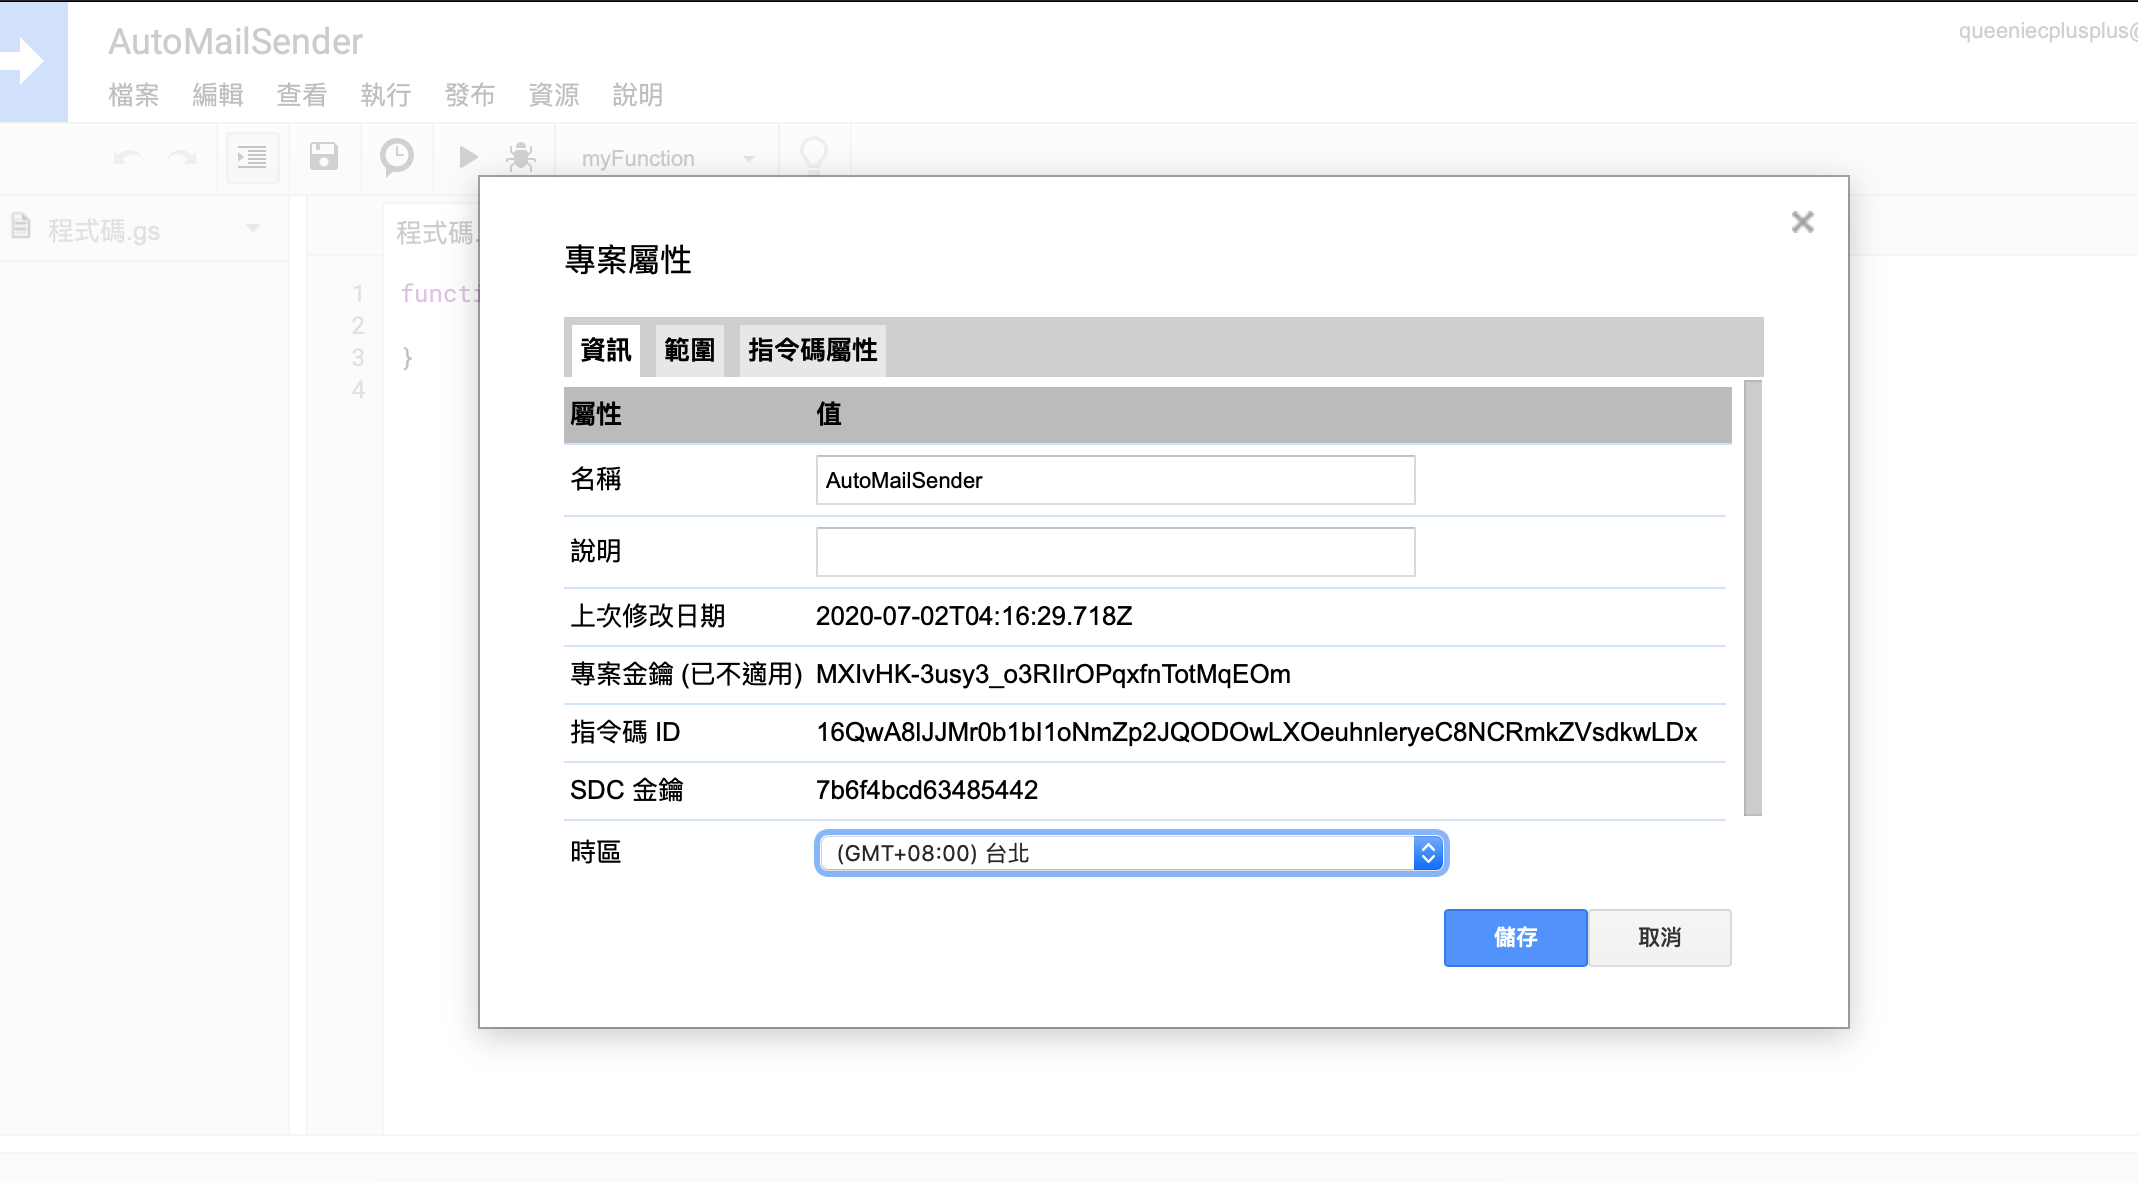 AutoMailSender
queeniecplusplus@
檔案 編輯 查看 執行 發布 資源 說明
myFunction
程式碼.gs
程式碼.
1 functi
2
3 }
4
專案屬性
資訊 範圍 指令碼屬性
屬性 值
名稱 AutoMailSender
說明
上次修改日期 2020-07-02T04:16:29.718Z
專案金鑰 (已不適用) MXIvHK-3usy3_o3RIIrOPqxfnTotMqEOm
指令碼 ID 16QwA8lJJMr0b1bI1oNmZp2JQODOwLXOeuhnleryeC8NCRmkZVsdkwLDx
SDC 金鑰 7b6f4bcd63485442
時區 (GMT+08:00) 台北
儲存 取消